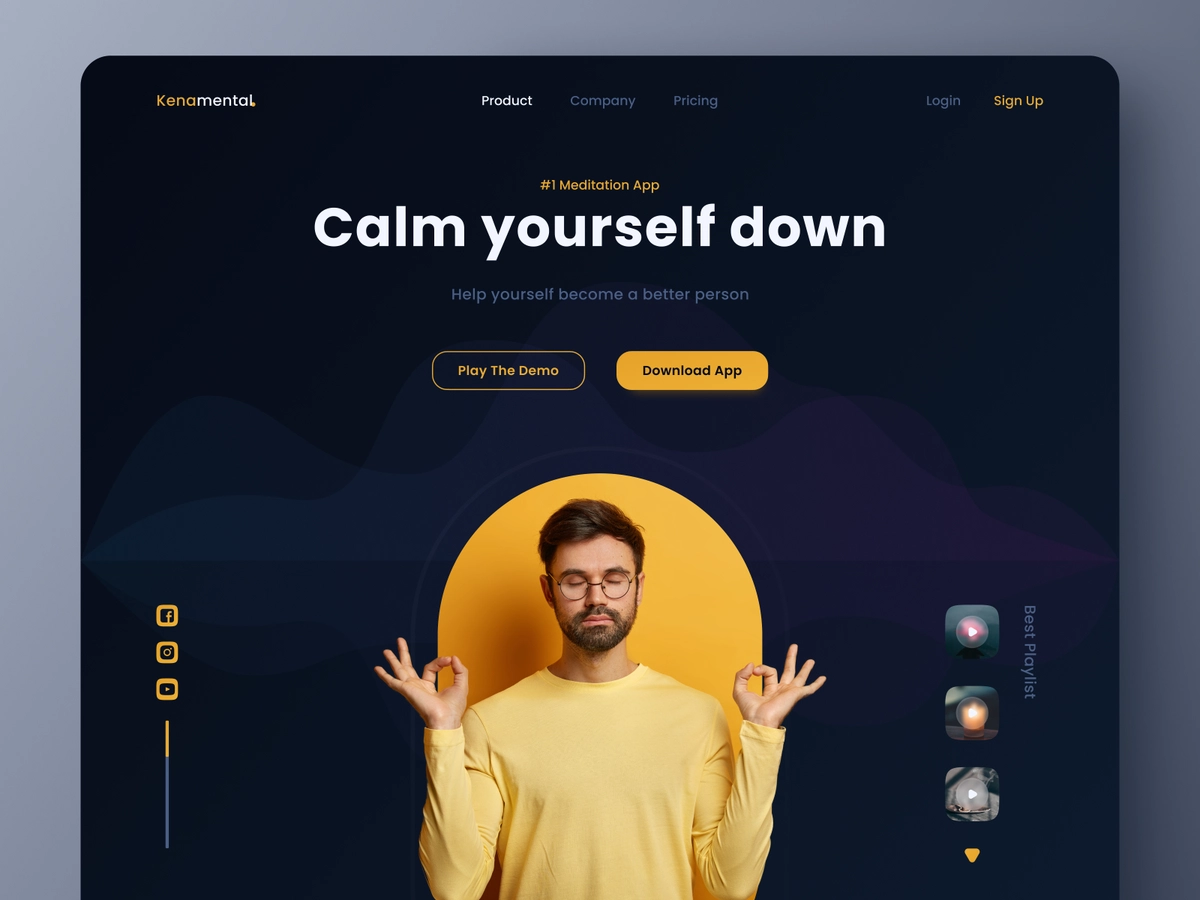 Kenamental.
Product
Company
Pricing
Login
Sign Up
#1 Meditation App
Calm yourself down
Help yourself become a better person
Play The Demo
Download App
Best Playlist